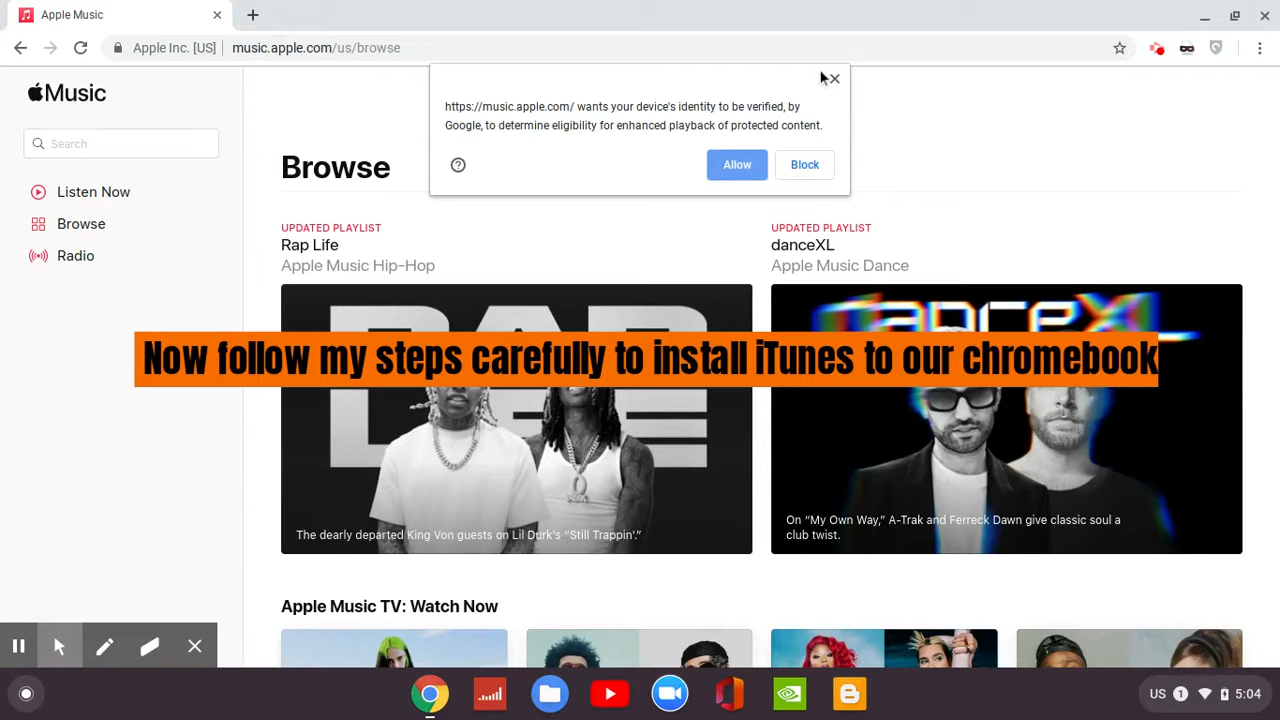 Apple Music
Apple Inc. [US]
music.apple.com/us/browse
Music
Search
Listen Now
Browse
Radio
https://music.apple.com/ wants your device's identity to be verified, by
Google, to determine eligibility for enhanced playback of protected content.
Allow
Block
Browse
UPDATED PLAYLIST
Rap Life
Apple Music Hip-Hop
UPDATED PLAYLIST
danceXL
Apple Music Dance
Now follow my steps carefully to install iTunes to our chromebook
The dearly departed King Von guests on Lil Durk's “Still Trappin'.”
On “My Own Way,” A-Trak and Ferreck Dawn give classic soul a
club twist.
Apple Music TV: Watch Now
US 1 5:04